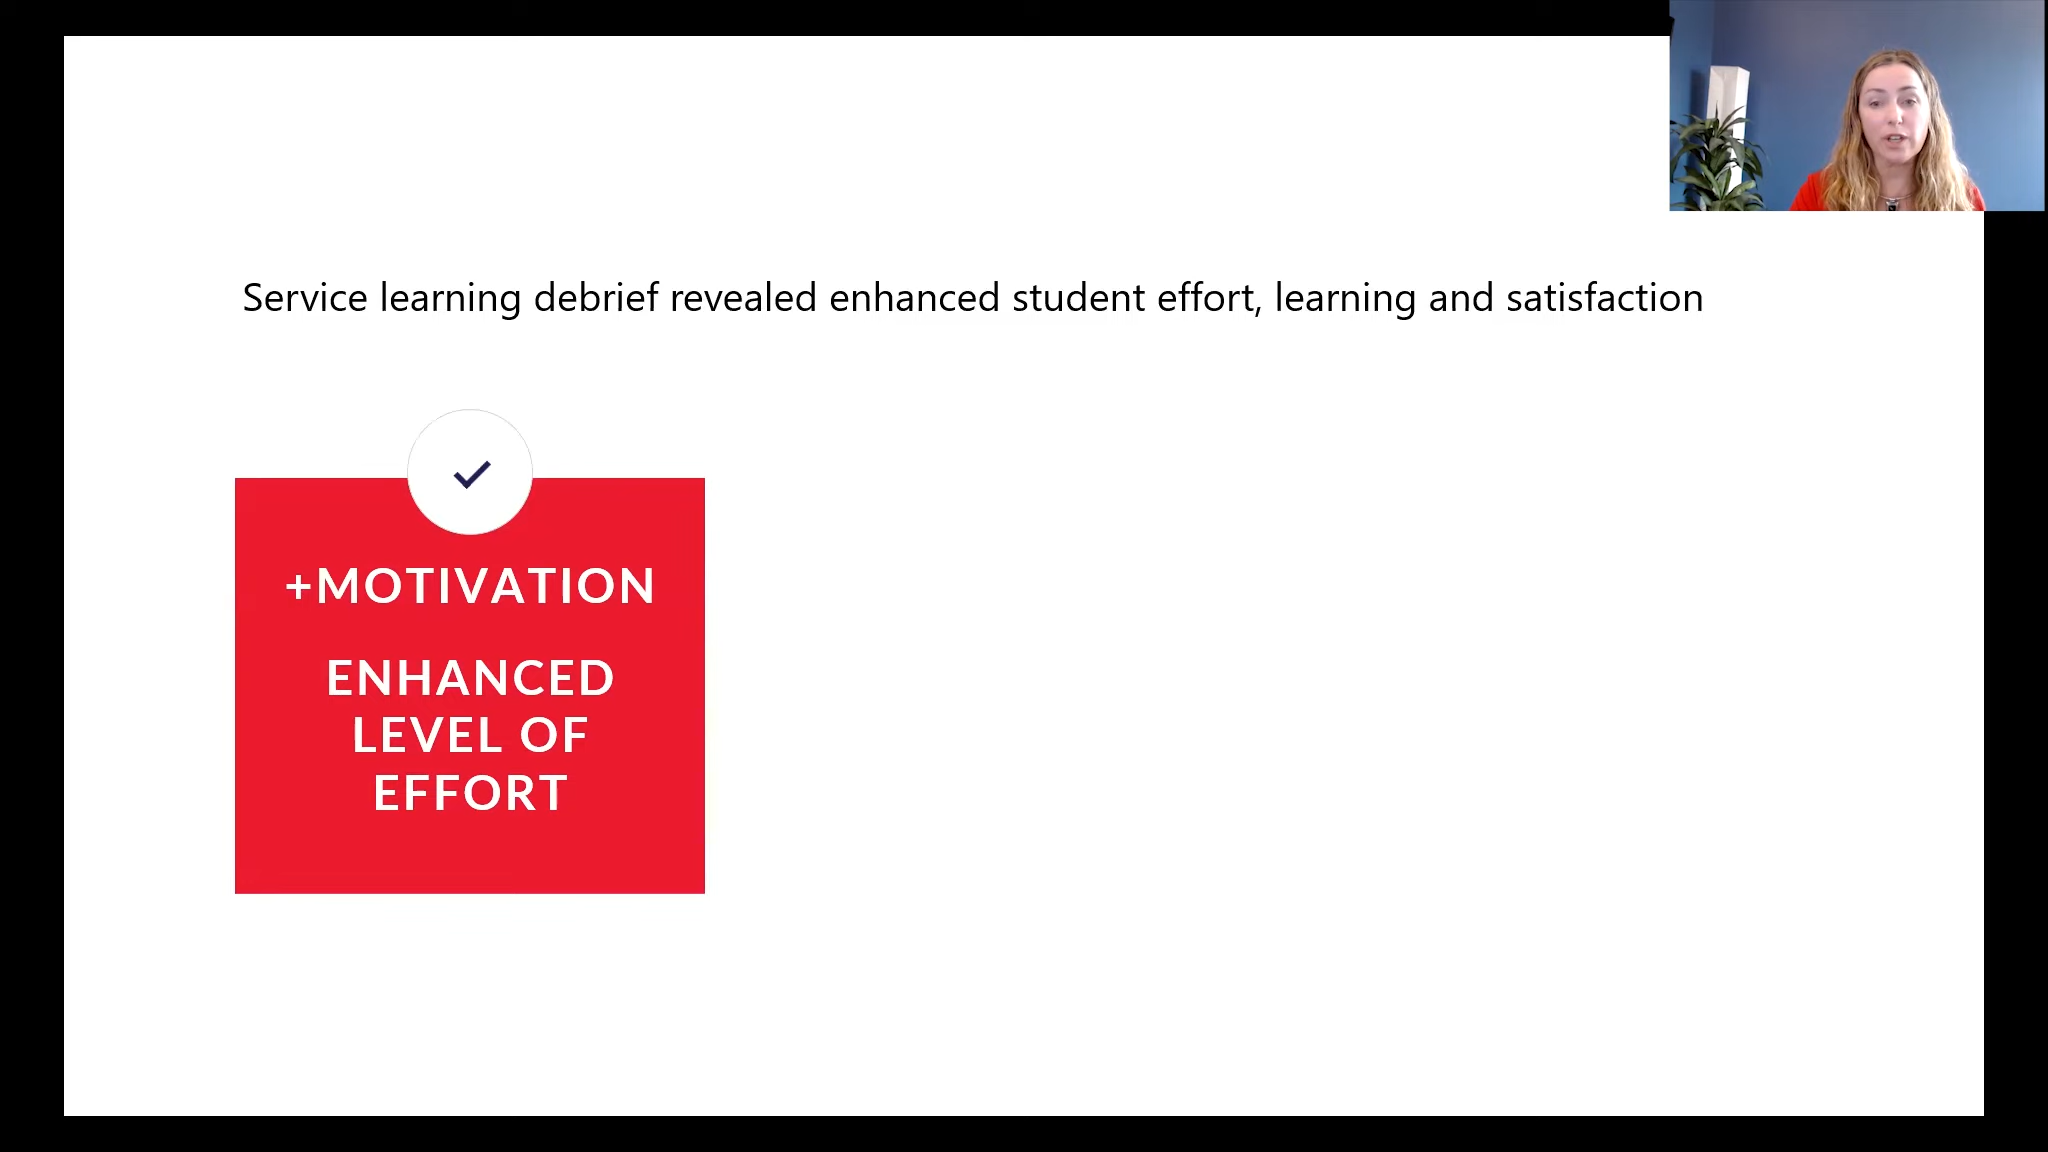 Service learning debrief revealed enhanced student effort, learning and satisfaction
+MOTIVATION
ENHANCED
LEVEL OF
EFFORT